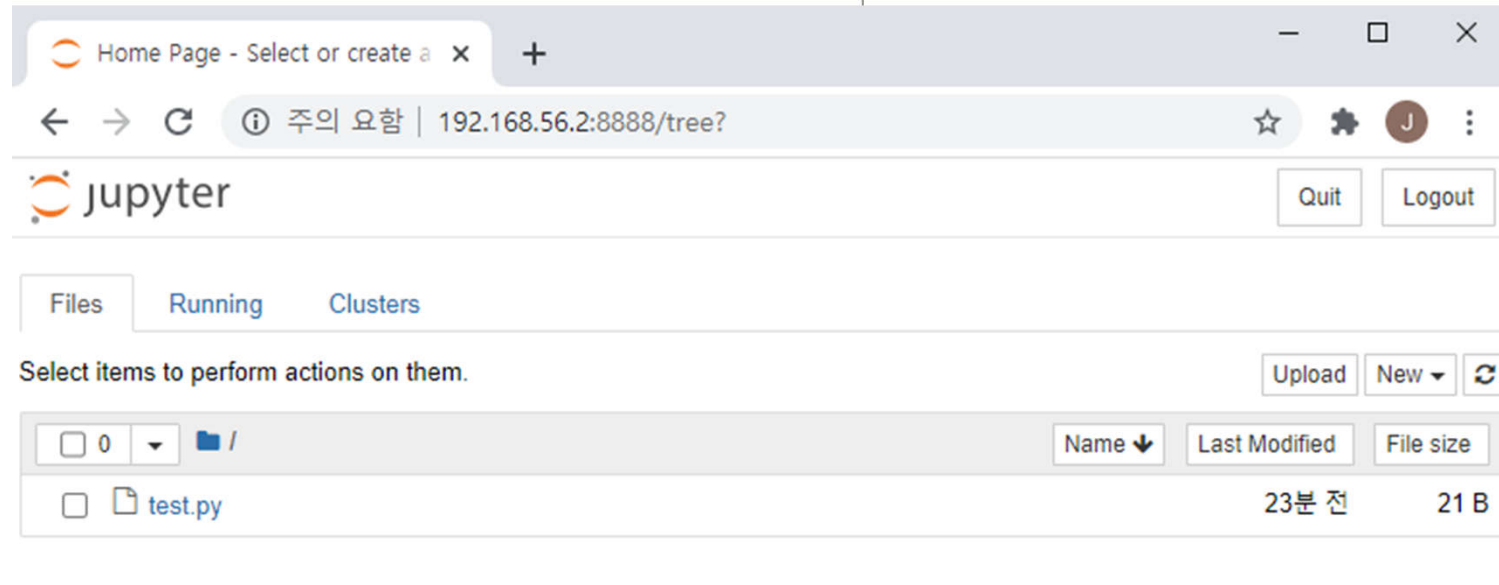 Home Page - Select or create a
주의 요함 | 192.168.56.2:8888/tree?
J
jupyter
Quit Logout
Files Running Clusters
Select items to perform actions on them.
Upload New
0 / Name Last Modified File size
test.py 23분 전 21 B